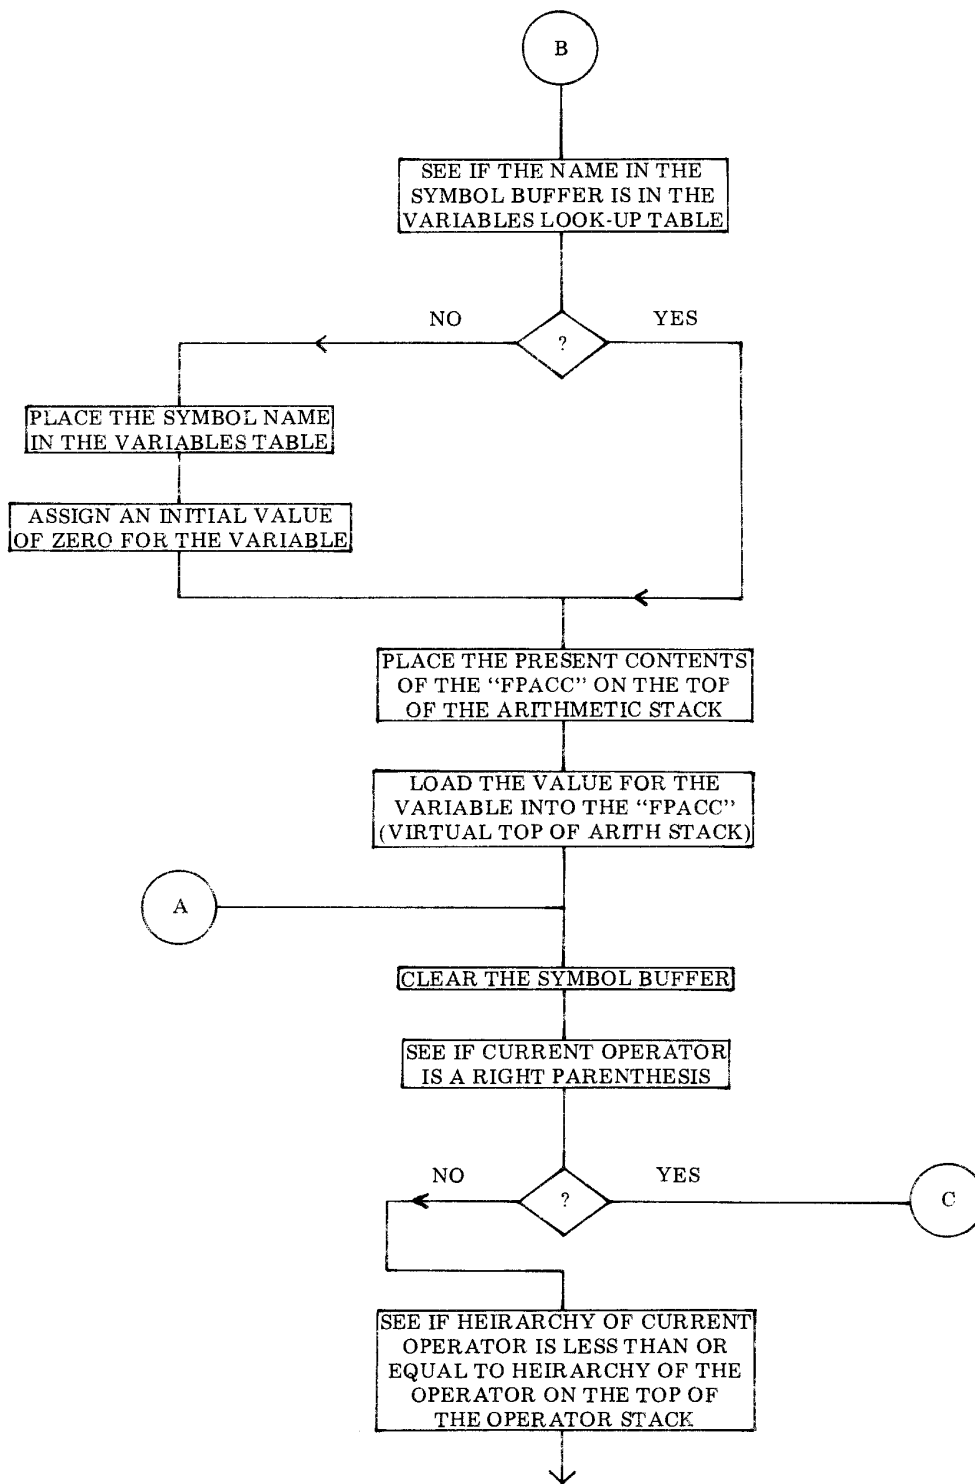 B
SEE IF THE NAME IN THE
SYMBOL BUFFER IS IN THE
VARIABLES LOOK-UP TABLE
NO
YES
?
PLACE THE SYMBOL NAME
IN THE VARIABLES TABLE
ASSIGN AN INITIAL VALUE
OF ZERO FOR THE VARIABLE
PLACE THE PRESENT CONTENTS
OF THE “FPACC” ON THE TOP
OF THE ARITHMETIC STACK
LOAD THE VALUE FOR THE
VARIABLE INTO THE “FPACC”
(VIRTUAL TOP OF ARITH STACK)
A
CLEAR THE SYMBOL BUFFER
SEE IF CURRENT OPERATOR
IS A RIGHT PARENTHESIS
NO
YES
?
C
SEE IF HEIRARCHY OF CURRENT
OPERATOR IS LESS THAN OR
EQUAL TO HEIRARCHY OF THE
OPERATOR ON THE TOP OF
THE OPERATOR STACK